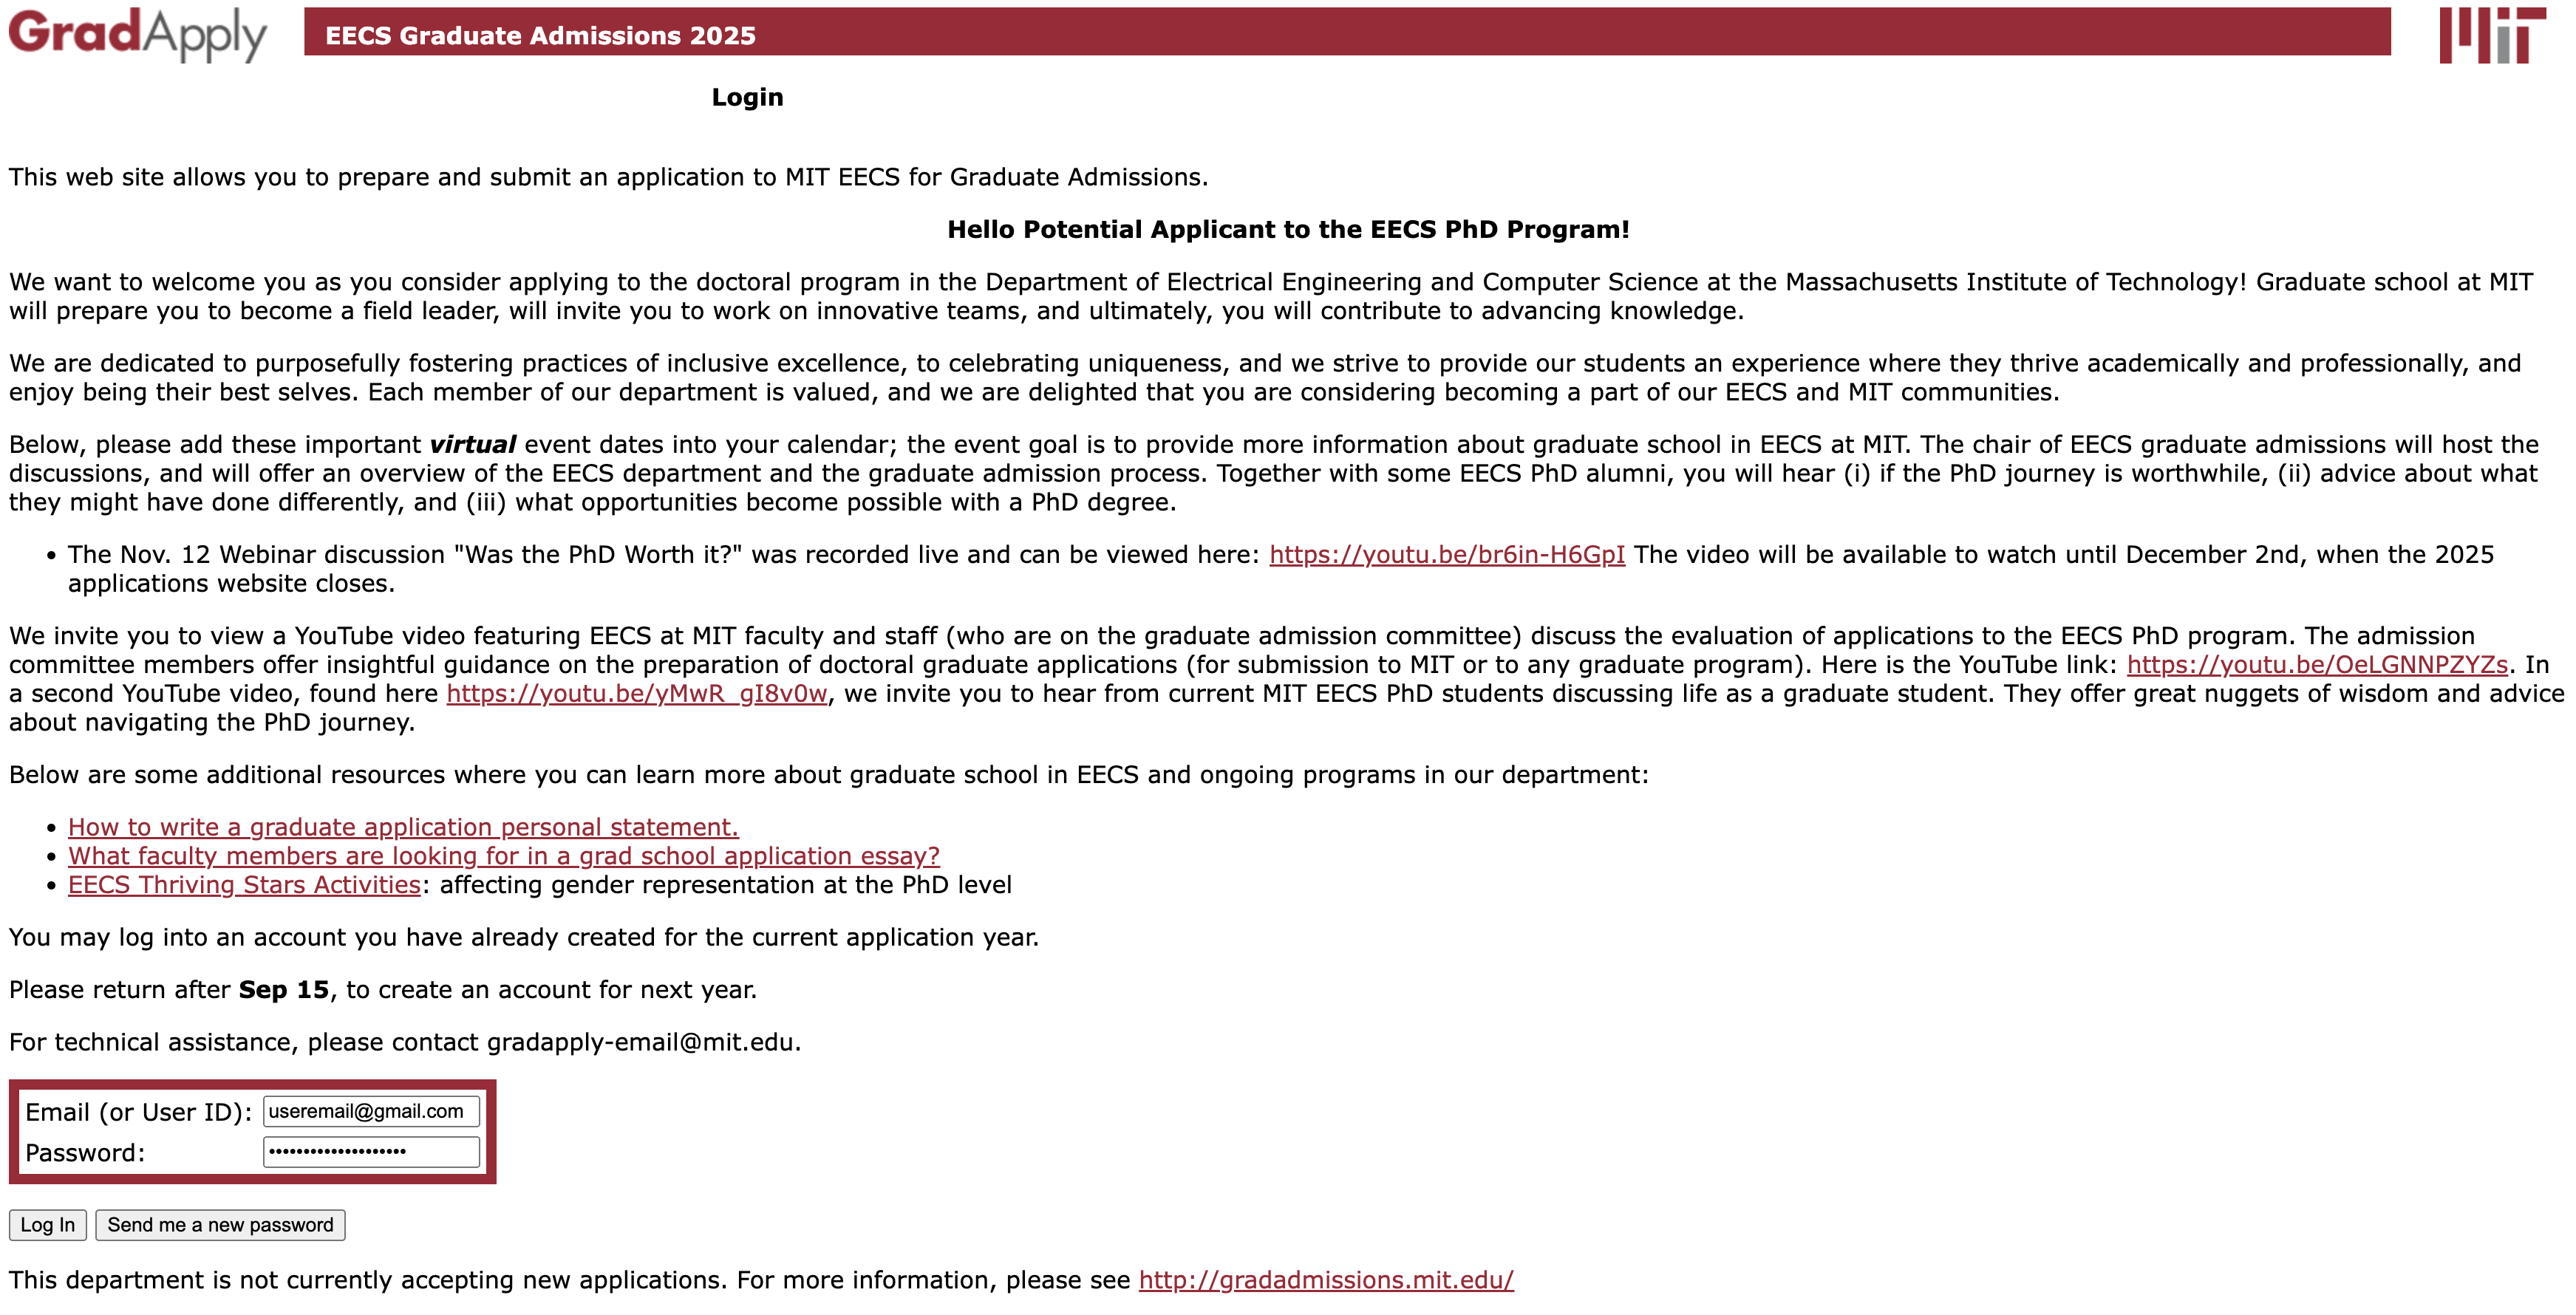 GradApply
EECS Graduate Admissions 2025
MIT
Login
This web site allows you to prepare and submit an application to MIT EECS for Graduate Admissions.
Hello Potential Applicant to the EECS PhD Program!
We want to welcome you as you consider applying to the doctoral program in the Department of Electrical Engineering and Computer Science at the Massachusetts Institute of Technology! Graduate school at MIT
will prepare you to become a field leader, will invite you to work on innovative teams, and ultimately, you will contribute to advancing knowledge.
We are dedicated to purposefully fostering practices of inclusive excellence, to celebrating uniqueness, and we strive to provide our students an experience where they thrive academically and professionally, and
enjoy being their best selves. Each member of our department is valued, and we are delighted that you are considering becoming a part of our EECS and MIT communities.
Below, please add these important virtual event dates into your calendar; the event goal is to provide more information about graduate school in EECS at MIT. The chair of EECS graduate admissions will host the
discussions, and will offer an overview of the EECS department and the graduate admission process. Together with some EECS PhD alumni, you will hear (i) if the PhD journey is worthwhile, (ii) advice about what
they might have done differently, and (iii) what opportunities become possible with a PhD degree.
• The Nov. 12 Webinar discussion "Was the PhD Worth it?" was recorded live and can be viewed here: https://youtu.be/br6in-H6GpI The video will be available to watch until December 2nd, when the 2025
applications website closes.
We invite you to view a YouTube video featuring EECS at MIT faculty and staff (who are on the graduate admission committee) discuss the evaluation of applications to the EECS PhD program. The admission
committee members offer insightful guidance on the preparation of doctoral graduate applications (for submission to MIT or to any graduate program). Here is the YouTube link: https://youtu.be/OeLGNNPZYZs. In
a second YouTube video, found here https://youtu.be/yMwR_gI8v0w, we invite you to hear from current MIT EECS PhD students discussing life as a graduate student. They offer great nuggets of wisdom and advice
about navigating the PhD journey.
Below are some additional resources where you can learn more about graduate school in EECS and ongoing programs in our department:
• How to write a graduate application personal statement.
• What faculty members are looking for in a grad school application essay?
• EECS Thriving Stars Activities: affecting gender representation at the PhD level
You may log into an account you have already created for the current application year.
Please return after Sep 15, to create an account for next year.
For technical assistance, please contact gradapply-email@mit.edu.
Email (or User ID): useremail@gmail.com
Password: ••••••••••••••••••••
Log In Send me a new password
This department is not currently accepting new applications. For more information, please see http://gradadmissions.mit.edu/